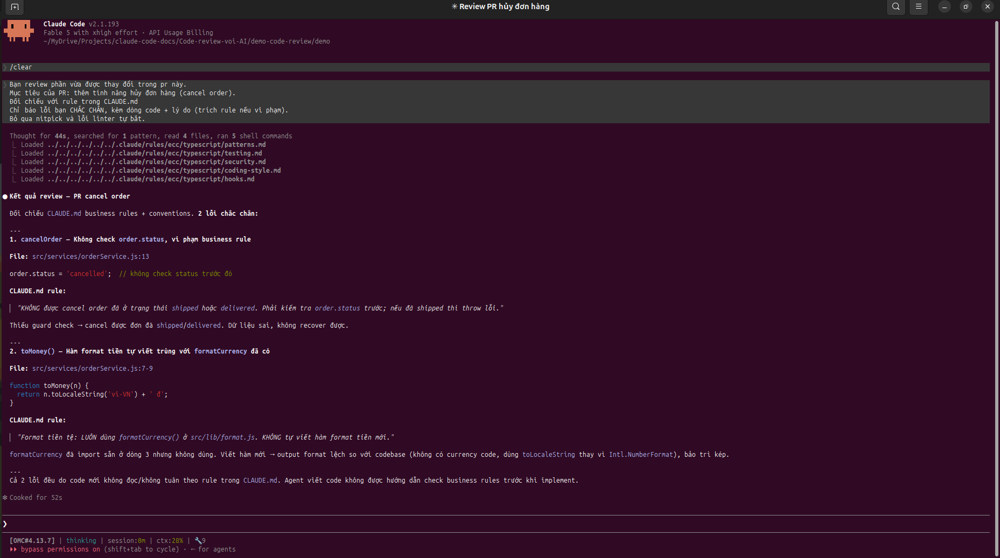 ✳ Review PR hủy đơn hàng
Claude Code v2.1.193
Fable 5 with xhigh effort · API Usage Billing
~/MyDrive/Projects/claude-code-docs/Code-review-voi-AI/demo-code-review/demo
❯ /clear
❯ Bạn review phần vừa được thay đổi trong pr này.
Mục tiêu của PR: thêm tính năng hủy đơn hàng (cancel order).
Đối chiếu với rule trong CLAUDE.md
Chỉ báo lỗi bạn CHẮC CHẮN, kèm dòng code + lý do (trích rule nếu vi phạm).
Bỏ qua nitpick và lỗi linter tự bắt.
Thought for 44s, searched for 1 pattern, read 4 files, ran 5 shell commands
⎿ Loaded ../../../../../../.claude/rules/ecc/typescript/patterns.md
⎿ Loaded ../../../../../../.claude/rules/ecc/typescript/testing.md
⎿ Loaded ../../../../../../.claude/rules/ecc/typescript/security.md
⎿ Loaded ../../../../../../.claude/rules/ecc/typescript/coding-style.md
⎿ Loaded ../../../../../../.claude/rules/ecc/typescript/hooks.md
● Kết quả review — PR cancel order
Đối chiếu CLAUDE.md business rules + conventions. 2 lỗi chắc chắn:
---
1. cancelOrder — Không check order.status, vi phạm business rule
File: src/services/orderService.js:13
order.status = 'cancelled'; // không check status trước đó
CLAUDE.md rule:
"KHÔNG được cancel order đã ở trạng thái shipped hoặc delivered. Phải kiểm tra order.status trước; nếu đã shipped thì throw lỗi."
Thiếu guard check → cancel được đơn đã shipped/delivered. Dữ liệu sai, không recover được.
---
2. toMoney() — Hàm format tiền tự viết trùng với formatCurrency đã có
File: src/services/orderService.js:7-9
function toMoney(n) {
return n.toLocaleString('vi-VN') + ' đ';
}
CLAUDE.md rule:
"Format tiền tệ: LUÔN dùng formatCurrency() ở src/lib/format.js. KHÔNG tự viết hàm format tiền mới."
formatCurrency đã import sẵn ở dòng 3 nhưng không dùng. Viết hàm mới → output format lệch so với codebase (không có currency code, dùng toLocaleString thay vì Intl.NumberFormat), bảo trì kép.
---
Cả 2 lỗi đều do code mới không đọc/không tuân theo rule trong CLAUDE.md. Agent viết code không được hướng dẫn check business rules trước khi implement.
✻ Cooked for 52s
❯
[OMC#4.13.7] | thinking | session:0m | ctx:28% | 🔧9
⏵⏵ bypass permissions on (shift+tab to cycle) · ← for agents